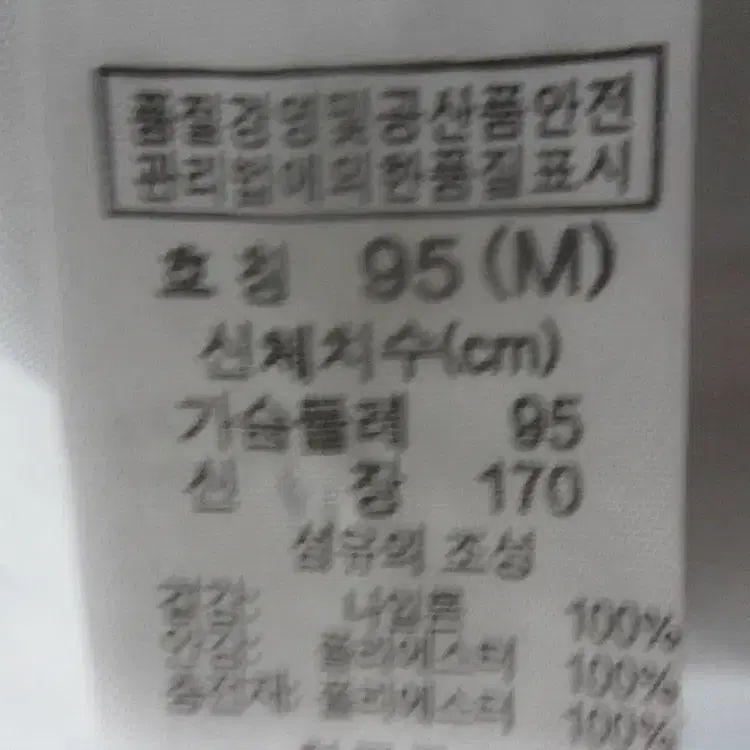 품질경영및공산품안전
관리법에의한품질표시
호칭 95(M)
신체치수(cm)
가슴둘레 95
신장 170
섬유의 조성
겉감: 나일론 100%
안감: 폴리에스터 100%
충전재: 폴리에스터 100%